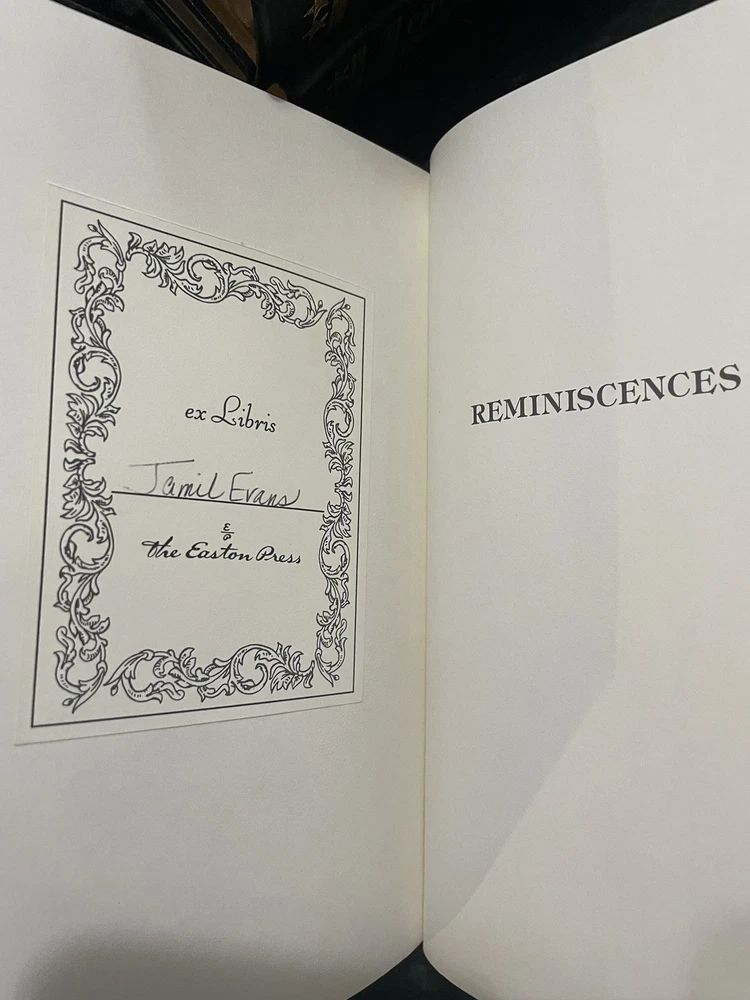 ex Libris
Jamil Evans
E
P
The Easton Press
REMINISCENCES